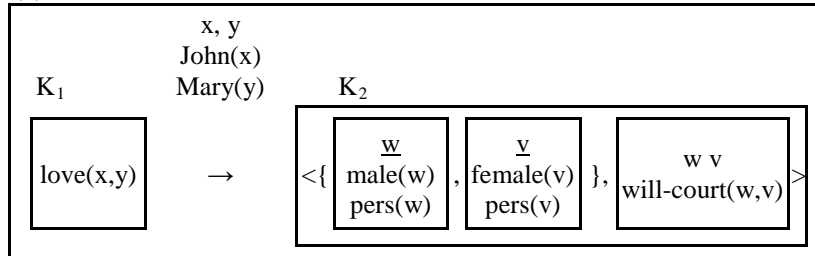 x, y
John(x)
K₁ Mary(y) K₂
love(x,y) → <{ w male(w) pers(w) , v female(v) pers(v) }, w v will-court(w,v) >